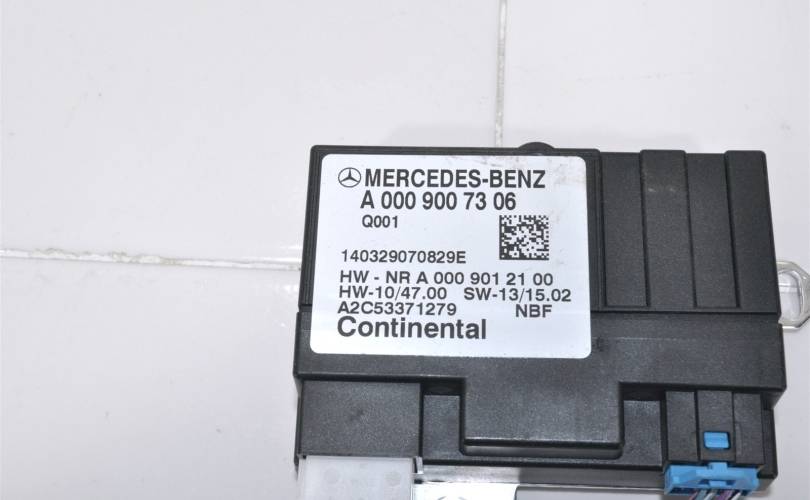 MERCEDES-BENZ
A 000 900 73 06
Q001
140329070829E
HW - NR A 000 901 21 00
HW-10/47.00 SW-13/15.02
A2C53371279 NBF
Continental